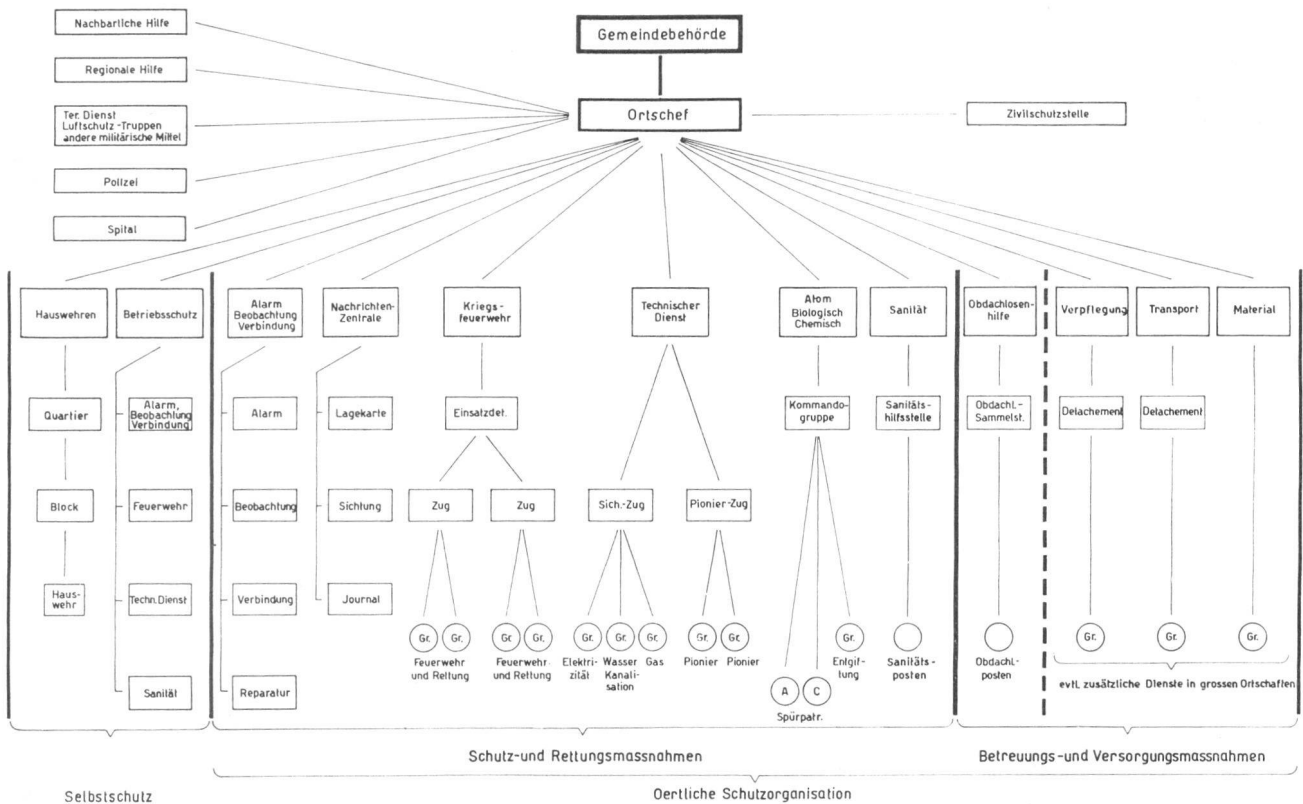 Nachbarliche Hilfe
Gemeindebehörde
Regionale Hilfe
Ter. Dienst
Luftschutz-Truppen
andere militärische Mittel
Ortschef
Zivilschutzstelle
Polizei
Spital
Hauswehren
Betriebsschutz
Alarm
Beobachtung
Verbindung
Nachrichten-
Zentrale
Kriegs-
feuerwehr
Technischer
Dienst
Atom
Biologisch
Chemisch
Sanität
Obdachlosen-
hilfe
Verpflegung
Transport
Material
Quartier
Alarm,
Beobachtung
Verbindung
Alarm
Lagekarte
Einsatzdet.
Kommando-
gruppe
Sanitäts-
hilfsstelle
Obdachl.-
Sammelst.
Detachement
Detachement
Block
Feuerwehr
Beobachtung
Sichtung
Zug
Zug
Sich.-Zug
Pionier-Zug
Haus-
wehr
Techn. Dienst
Verbindung
Journal
Gr.
Gr.
Feuerwehr
und Rettung
Gr.
Gr.
Feuerwehr
und Rettung
Gr.
Elektri-
zität
Gr.
Wasser
Kanali-
sation
Gr.
Gas
Gr.
Pionier
Gr.
Pionier
Gr.
Entgif-
tung
Sanitäts-
posten
Obdachl.-
posten
Gr.
Gr.
Gr.
evtl. zusätzliche Dienste in grossen Ortschaften
Sanität
Reparatur
A
C
Spürpatr.
Schutz-und Rettungsmassnahmen
Betreuungs-und Versorgungsmassnahmen
Selbstschutz
Oertliche Schutzorganisation